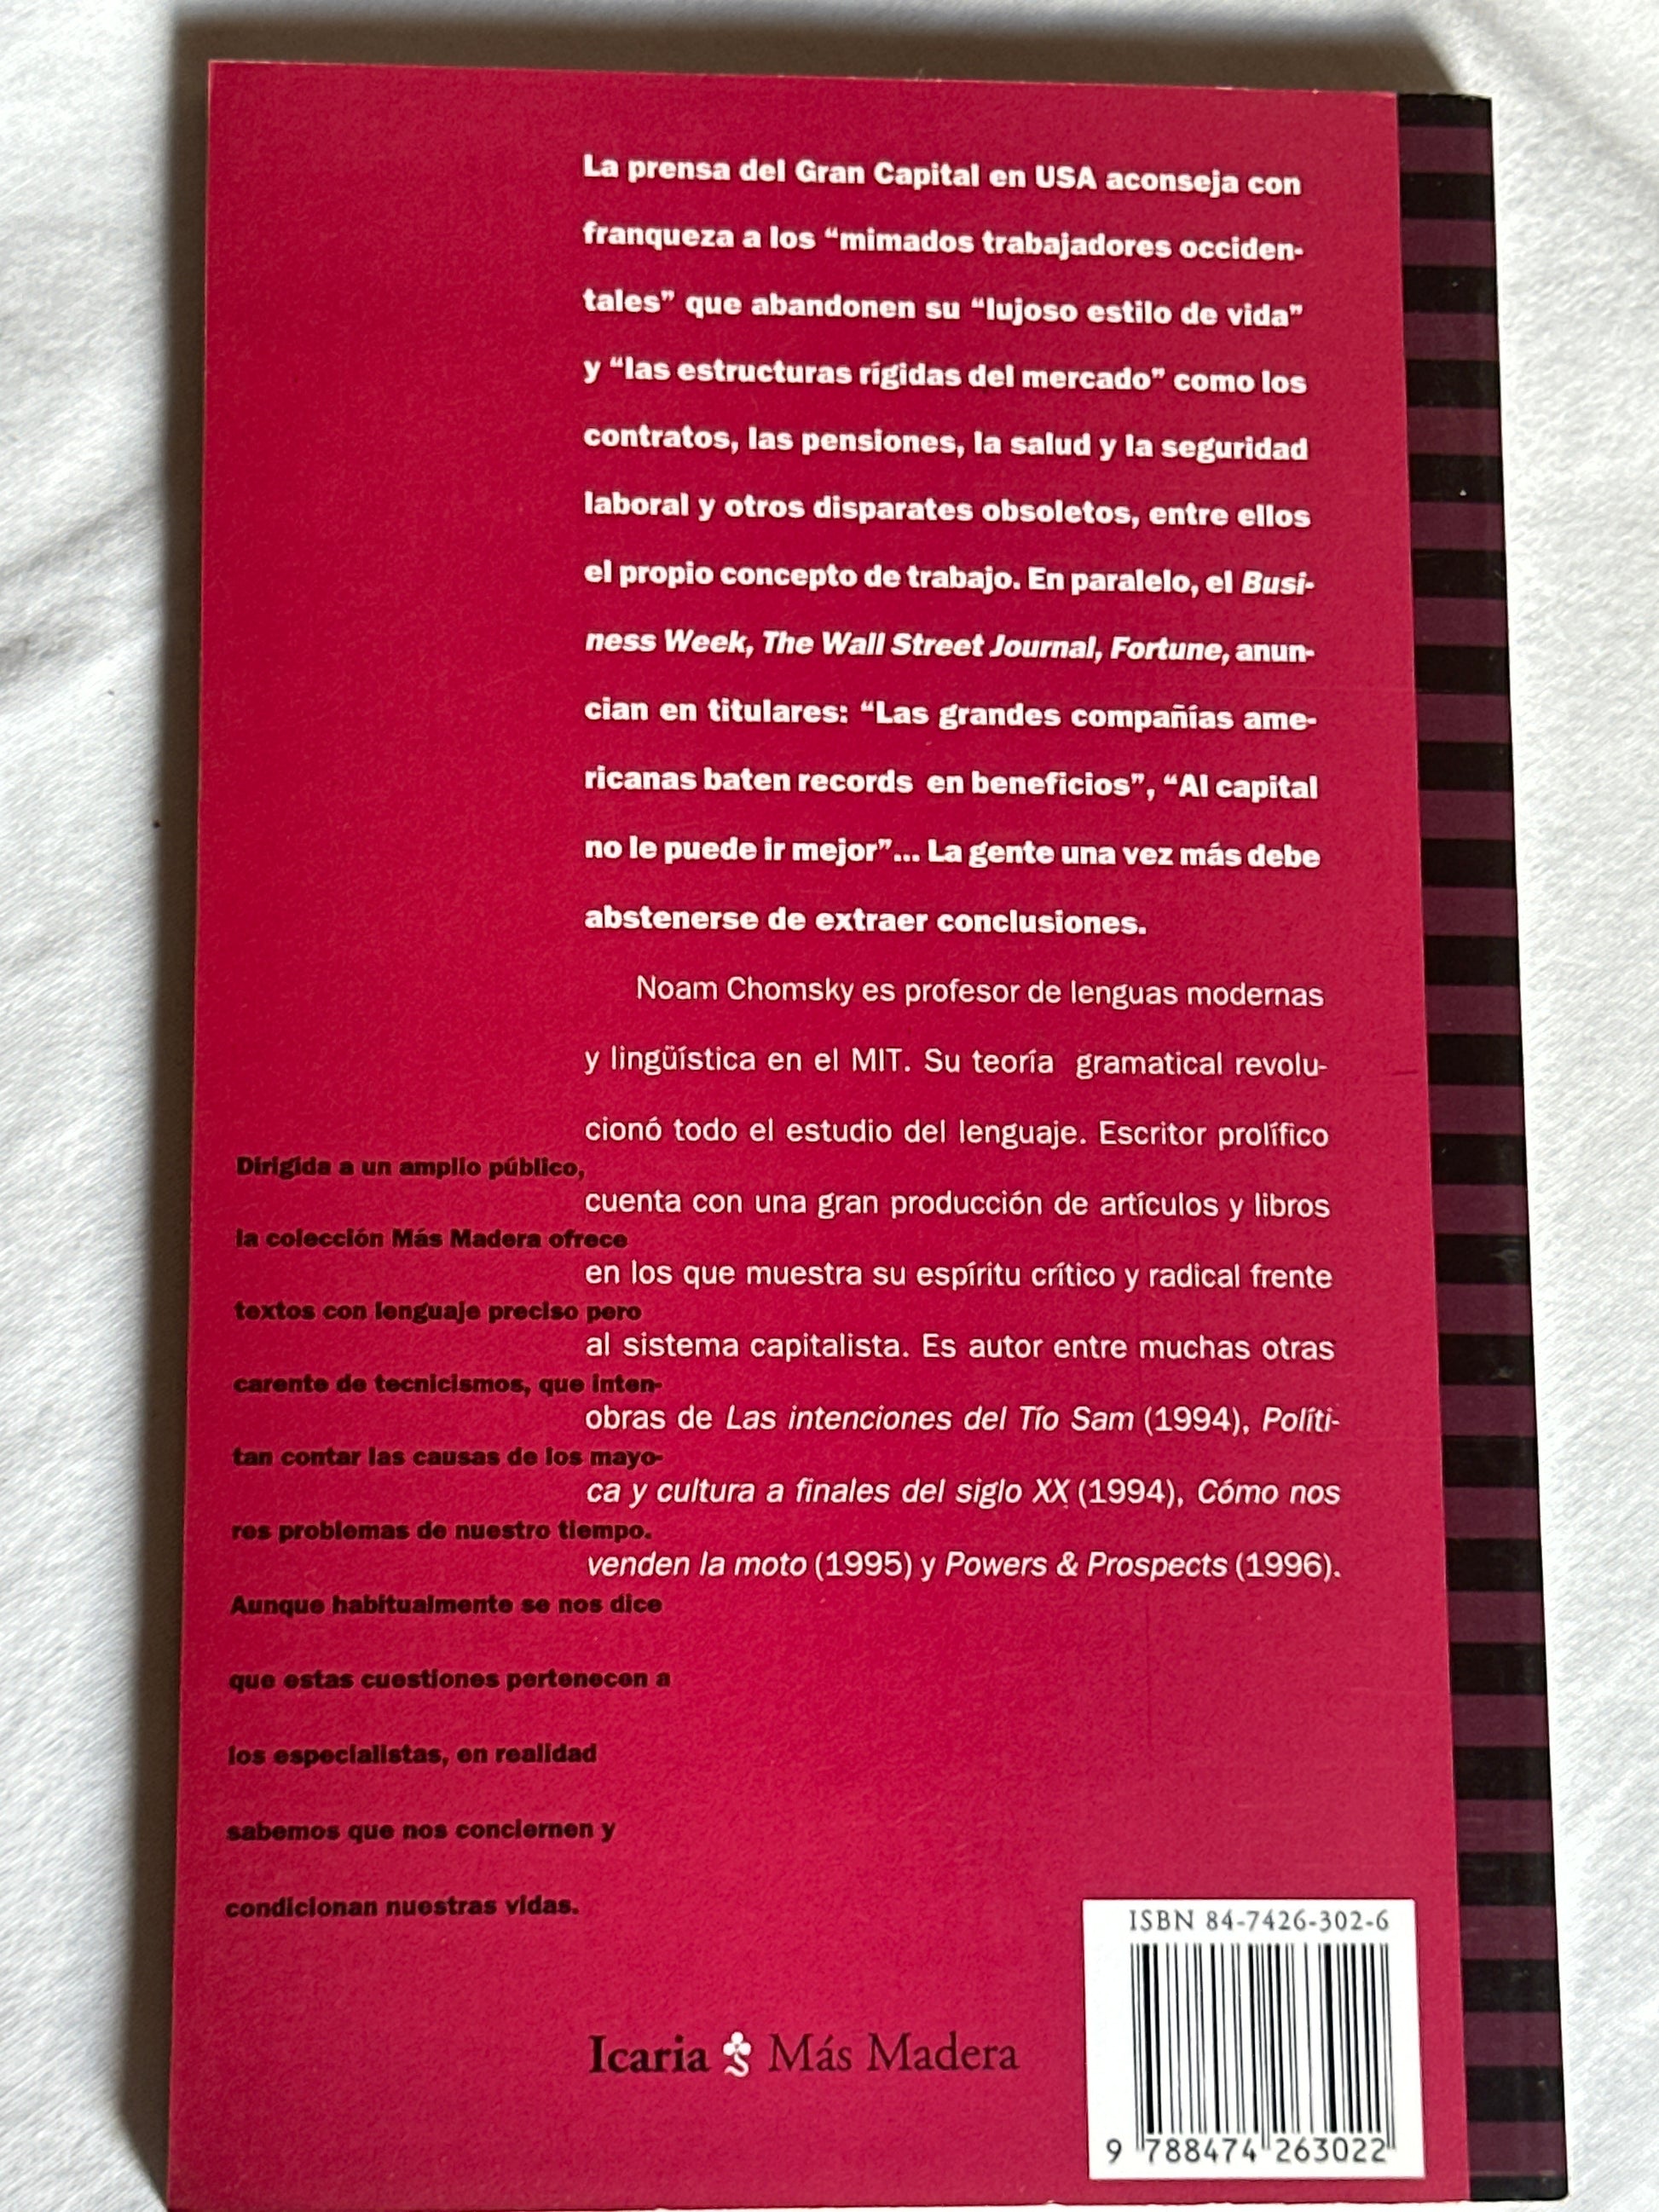 La prensa del Gran Capital en USA aconseja con
franqueza a los “mimados trabajadores occiden-
tales” que abandonen su “lujoso estilo de vida”
y “las estructuras rígidas del mercado” como los
contratos, las pensiones, la salud y la seguridad
laboral y otros disparates obsoletos, entre ellos
el propio concepto de trabajo. En paralelo, el Busi-
ness Week, The Wall Street Journal, Fortune, anun-
cian en titulares: “Las grandes compañías ame-
ricanas baten records en beneficios”, “Al capital
no le puede ir mejor”... La gente una vez más debe
abstenerse de extraer conclusiones.
Noam Chomsky es profesor de lenguas modernas
y lingüística en el MIT. Su teoría gramatical revolu-
cionó todo el estudio del lenguaje. Escritor prolífico
cuenta con una gran producción de artículos y libros
en los que muestra su espíritu crítico y radical frente
al sistema capitalista. Es autor entre muchas otras
obras de Las intenciones del Tío Sam (1994), Políti-
ca y cultura a finales del siglo XX (1994), Cómo nos
venden la moto (1995) y Powers & Prospects (1996).
Dirigida a un amplio público,
la colección Más Madera ofrece
textos con lenguaje preciso pero
carente de tecnicismos, que inten-
tan contar las causas de los mayo-
res problemas de nuestro tiempo.
Aunque habitualmente se nos dice
que estas cuestiones pertenecen a
los especialistas, en realidad
sabemos que nos conciernen y
condicionan nuestras vidas.
Icaria Más Madera
ISBN 84-7426-302-6
9 788474 263022